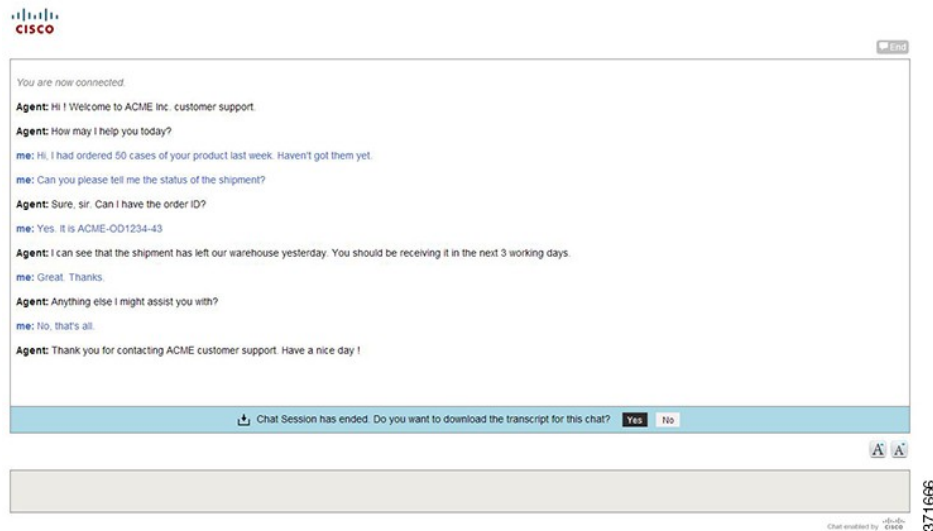 CISCO
End
You are now connected.
Agent: Hi ! Welcome to ACME Inc. customer support.
Agent: How may I help you today?
me: Hi, I had ordered 50 cases of your product last week. Haven't got them yet.
me: Can you please tell me the status of the shipment?
Agent: Sure, sir. Can I have the order ID?
me: Yes. It is ACME-OD1234-43
Agent: I can see that the shipment has left our warehouse yesterday. You should be receiving it in the next 3 working days.
me: Great. Thanks.
Agent: Anything else I might assist you with?
me: No, that's all.
Agent: Thank you for contacting ACME customer support. Have a nice day !
Chat Session has ended. Do you want to download the transcript for this chat? Yes No
A A
Chat enabled by CISCO
371666